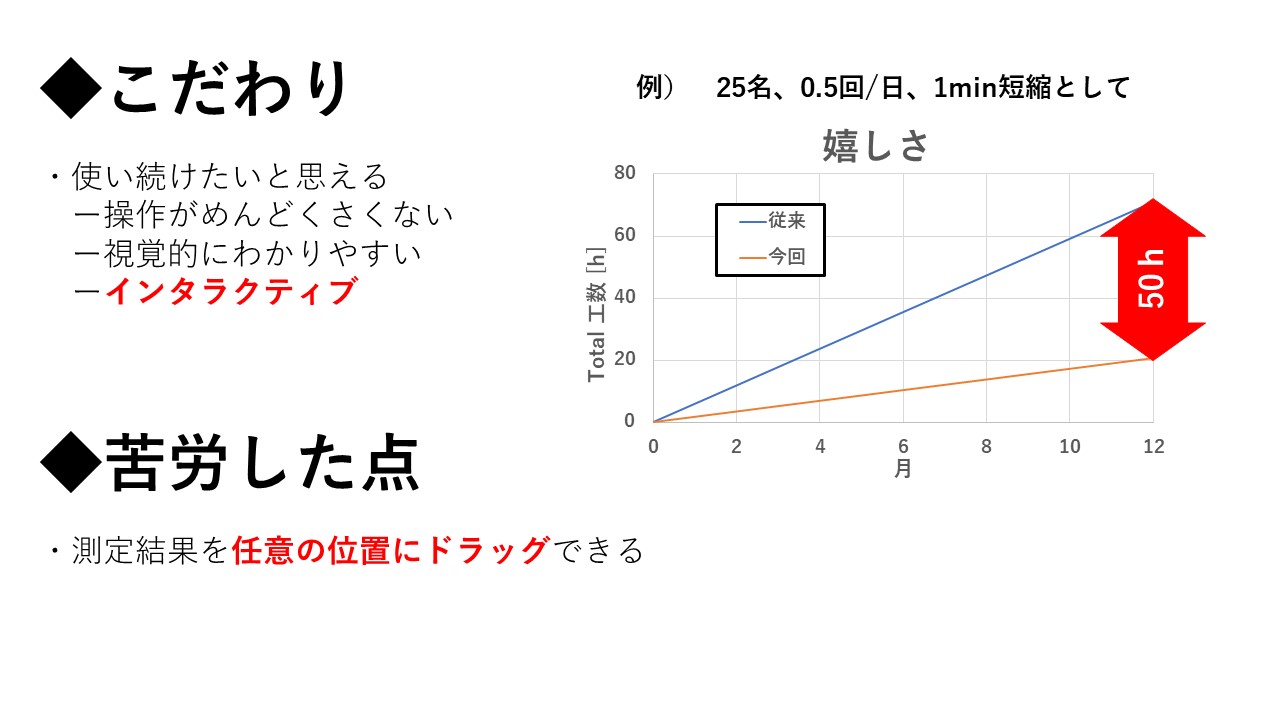 ◆こだわり
・使い続けたいと思える
ー操作がめんどくさくない
ー視覚的にわかりやすい
ーインタラクティブ
◆苦労した点
・測定結果を任意の位置にドラッグできる
例）　25名、0.5回/日、1min短縮として
嬉しさ
80
60
40
20
0
Total 工数 [h]
従来
今回
50 h
0 2 4 6 8 10 12
月